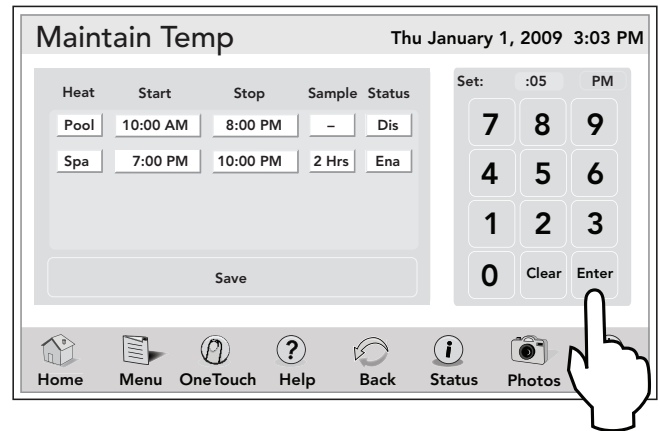 Maintain Temp
Thu January 1, 2009 3:03 PM
Heat Start Stop Sample Status
Pool 10:00 AM 8:00 PM – Dis
Spa 7:00 PM 10:00 PM 2 Hrs Ena
Save
Set: :05 PM
7 8 9
4 5 6
1 2 3
0 Clear Enter
Home Menu OneTouch Help Back Status Photos